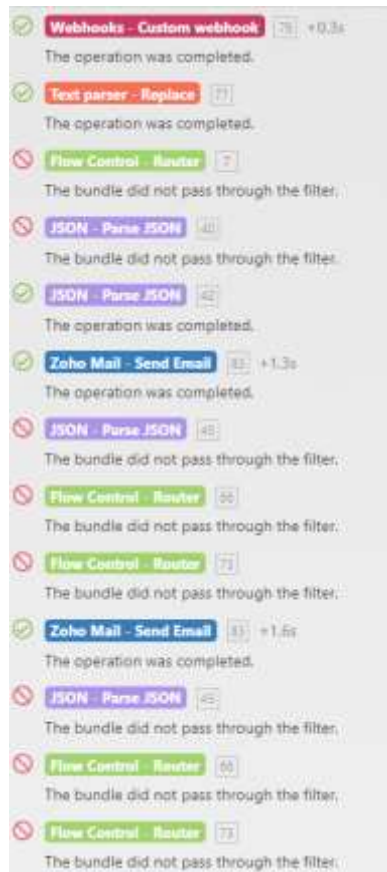 Webhooks - Custom webhook +0.3s
The operation was completed.
Text parser - Replace 77
The operation was completed.
Flow Control - Router 7
The bundle did not pass through the filter.
JSON - Parse JSON 40
The bundle did not pass through the filter.
JSON - Parse JSON 42
The operation was completed.
Zoho Mail - Send Email +1.3s
The operation was completed.
JSON - Parse JSON
The bundle did not pass through the filter.
Flow Control - Router 66
The bundle did not pass through the filter.
Flow Control - Router 73
The bundle did not pass through the filter.
Zoho Mail - Send Email +1.6s
The operation was completed.
JSON - Parse JSON
The bundle did not pass through the filter.
Flow Control - Router 66
The bundle did not pass through the filter.
Flow Control - Router 73
The bundle did not pass through the filter.